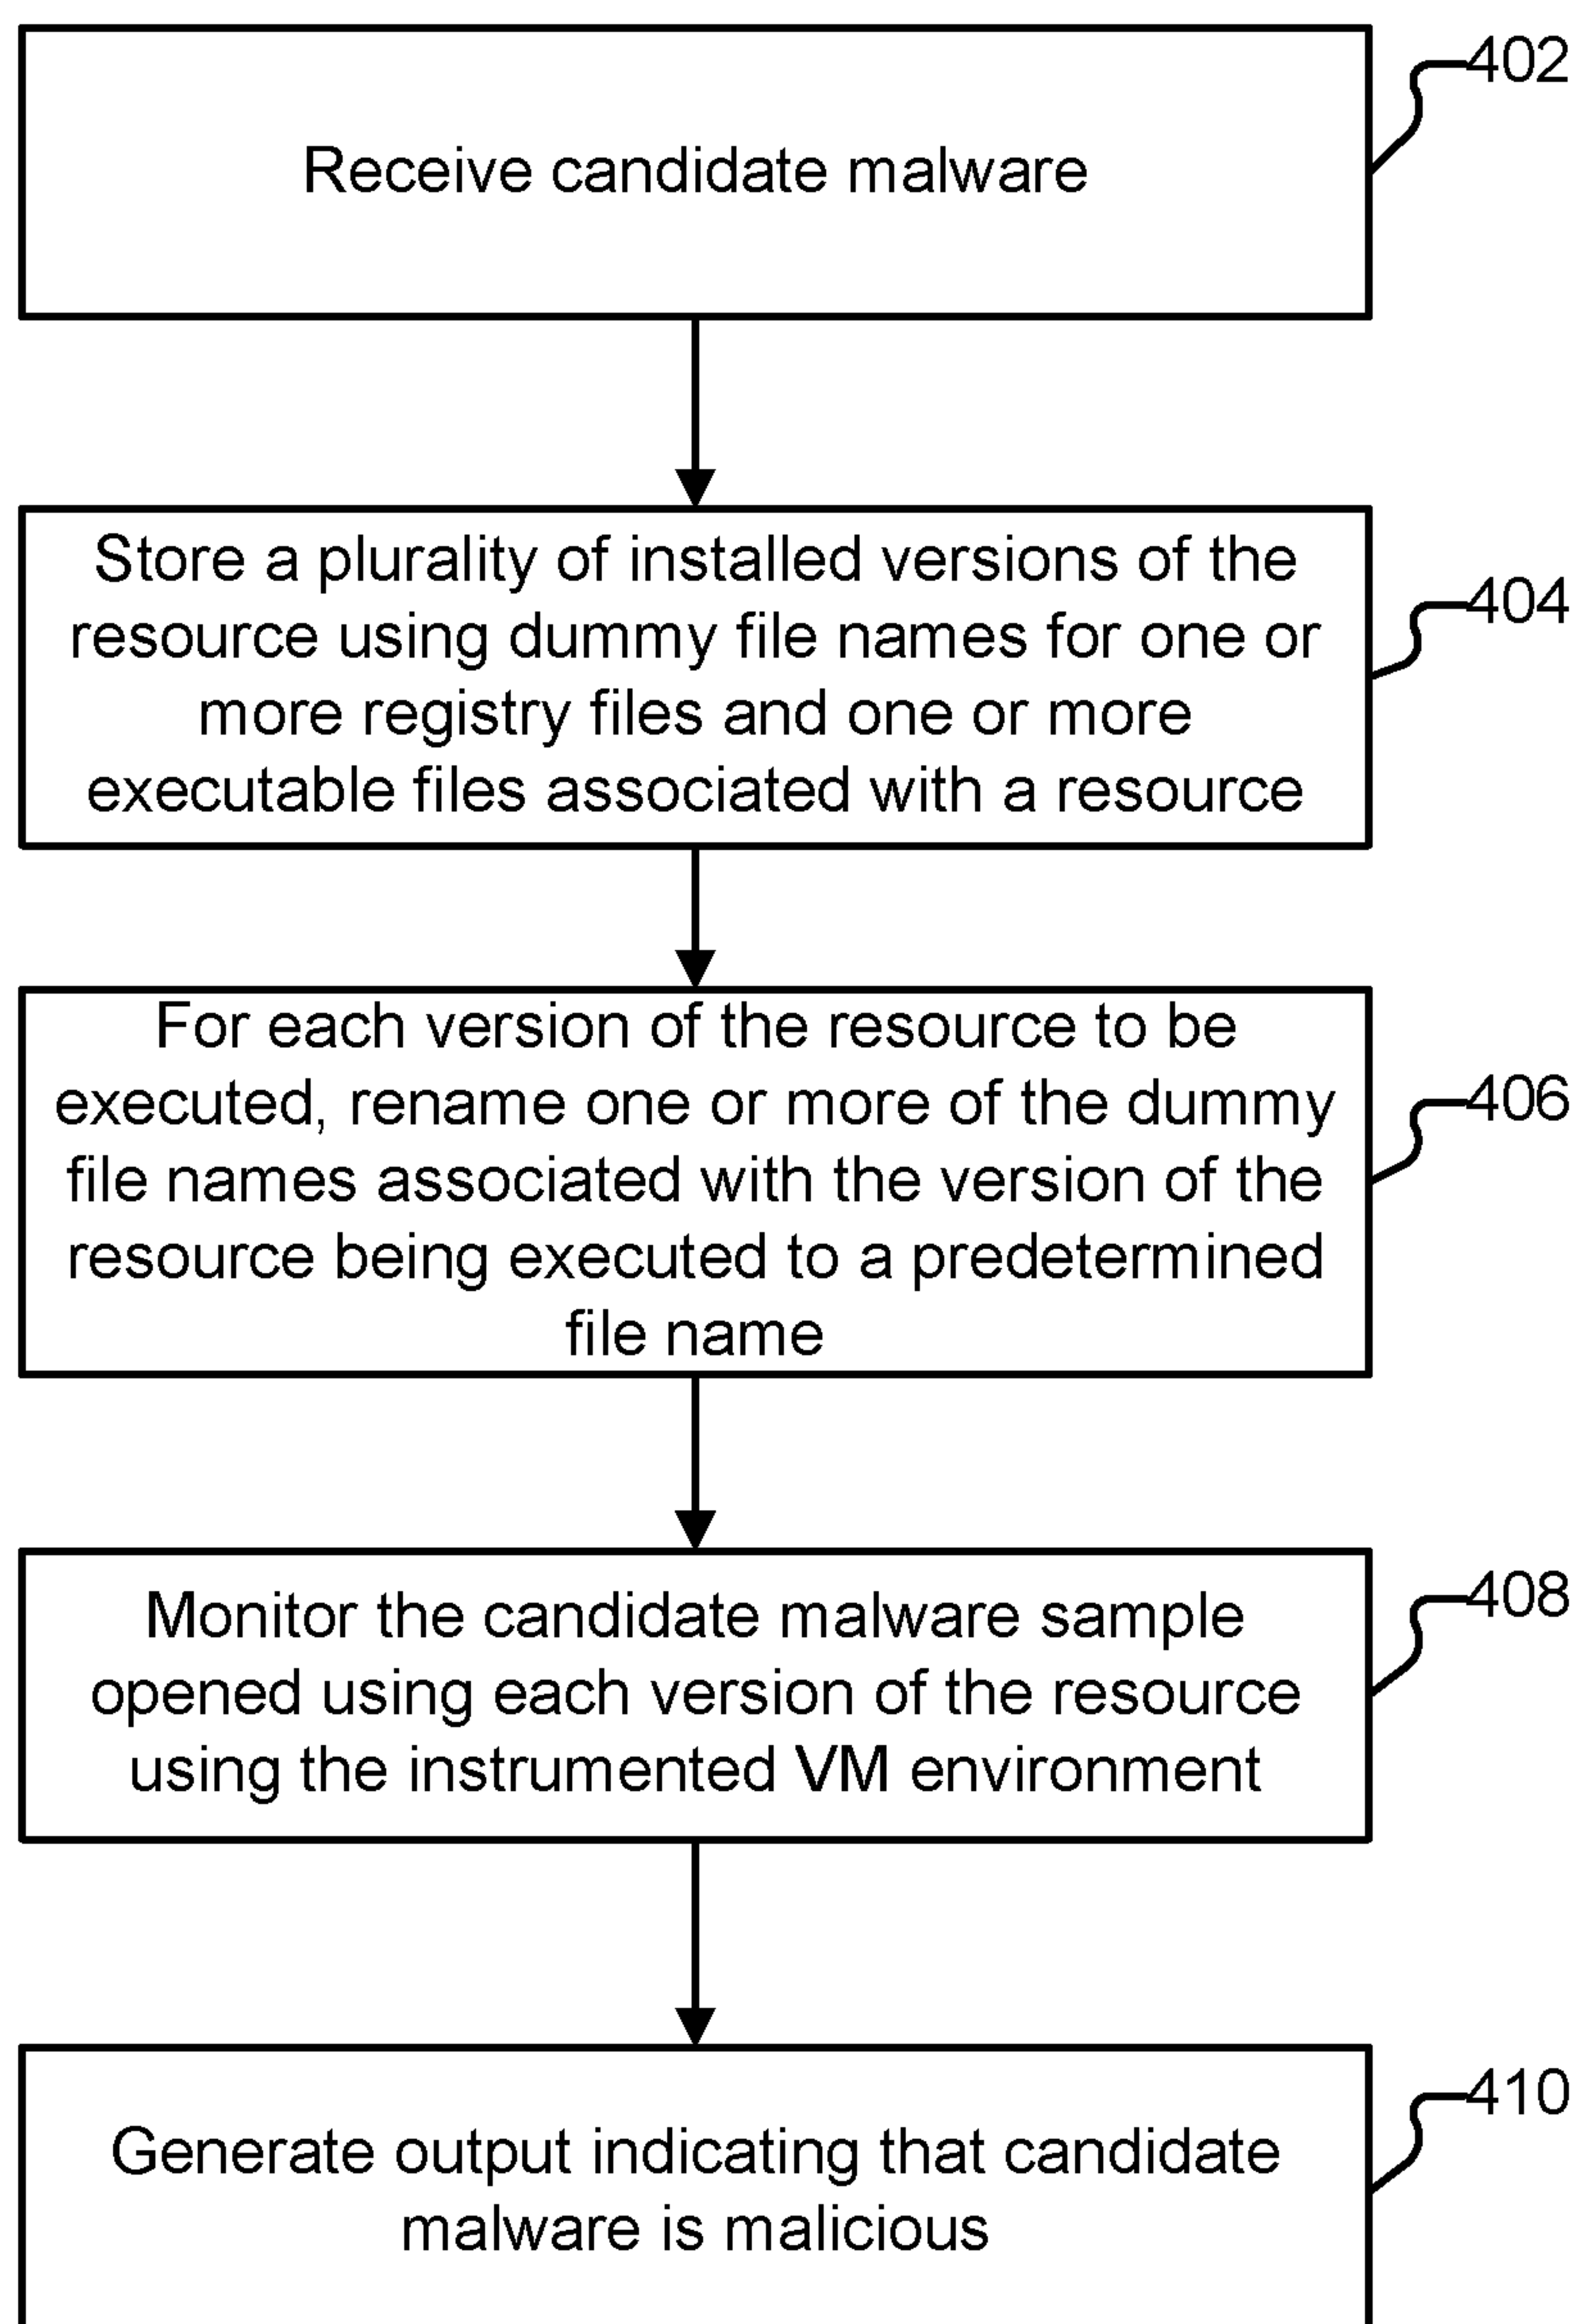 Receive candidate malware
402
Store a plurality of installed versions of the
resource using dummy file names for one or
more registry files and one or more
executable files associated with a resource
404
For each version of the resource to be
executed, rename one or more of the dummy
file names associated with the version of the
resource being executed to a predetermined
file name
406
Monitor the candidate malware sample
opened using each version of the resource
using the instrumented VM environment
408
Generate output indicating that candidate
malware is malicious
410